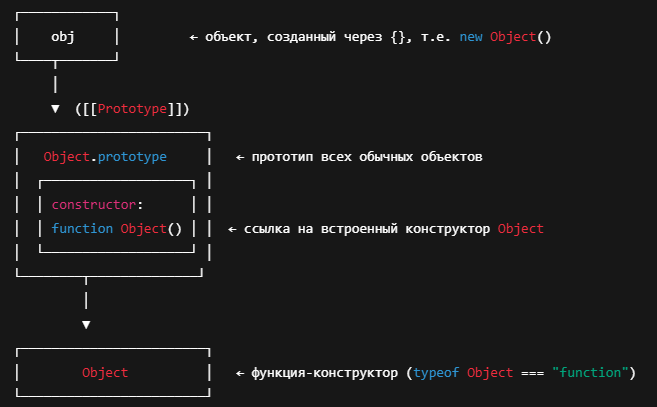 obj ← объект, созданный через {}, т.е. new Object()
([[Prototype]])
Object.prototype ← прототип всех обычных объектов
constructor:
function Object() ← ссылка на встроенный конструктор Object
Object ← функция-конструктор (typeof Object === "function")